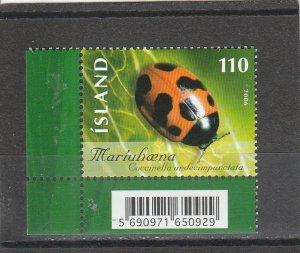 ÍSLAND
110
2006
Maríuhæna
Coccinella undecimpunctata
5 690971 650929